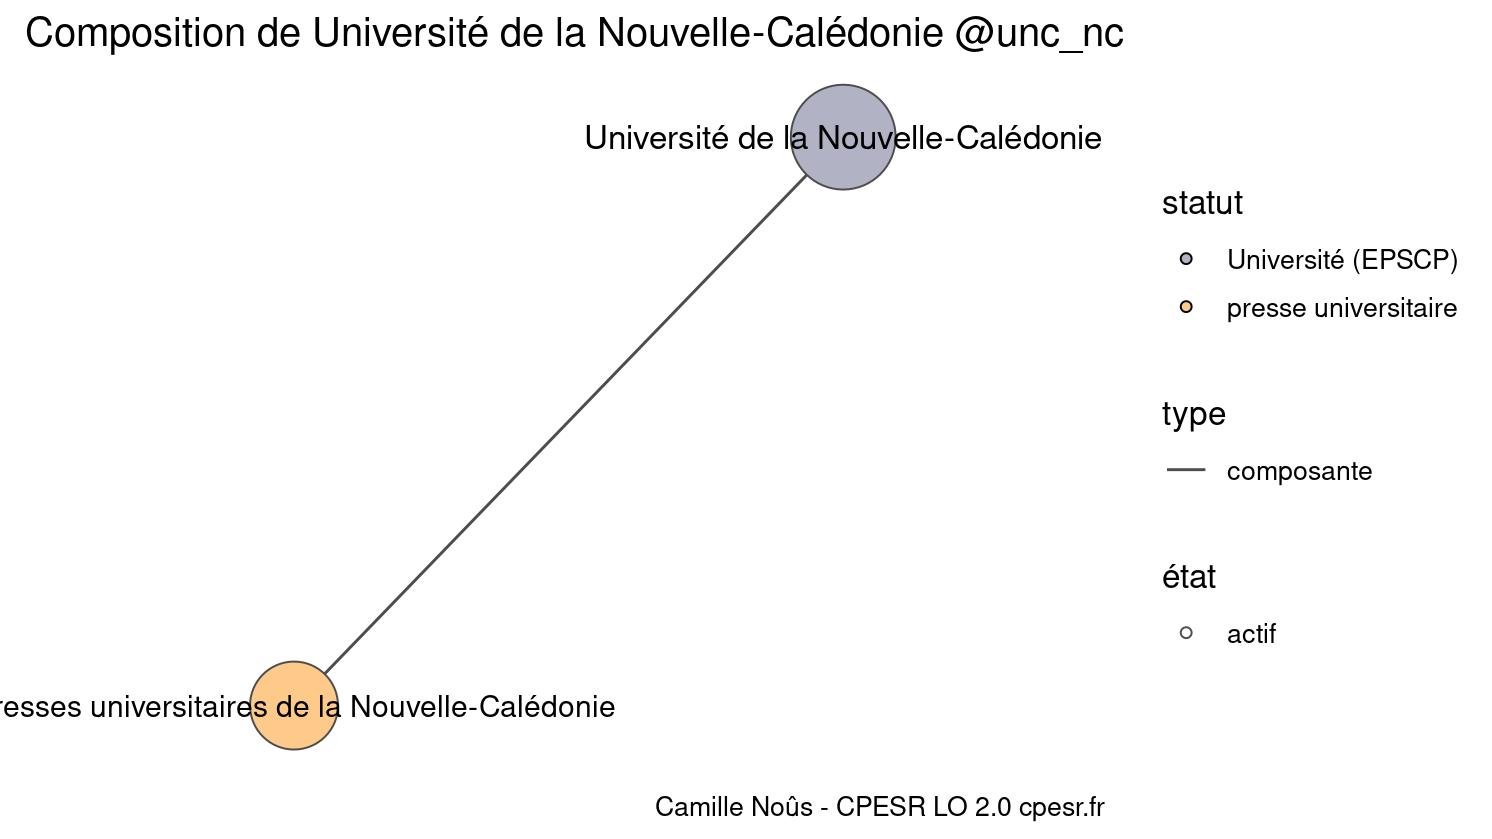 Composition de Université de la Nouvelle-Calédonie @unc_nc
Université de la Nouvelle-Calédonie
statut
Université (EPSCP)
presse universitaire
type
composante
état
actif
resses universitaires de la Nouvelle-Calédonie
Camille Noûs - CPESR LO 2.0 cpesr.fr